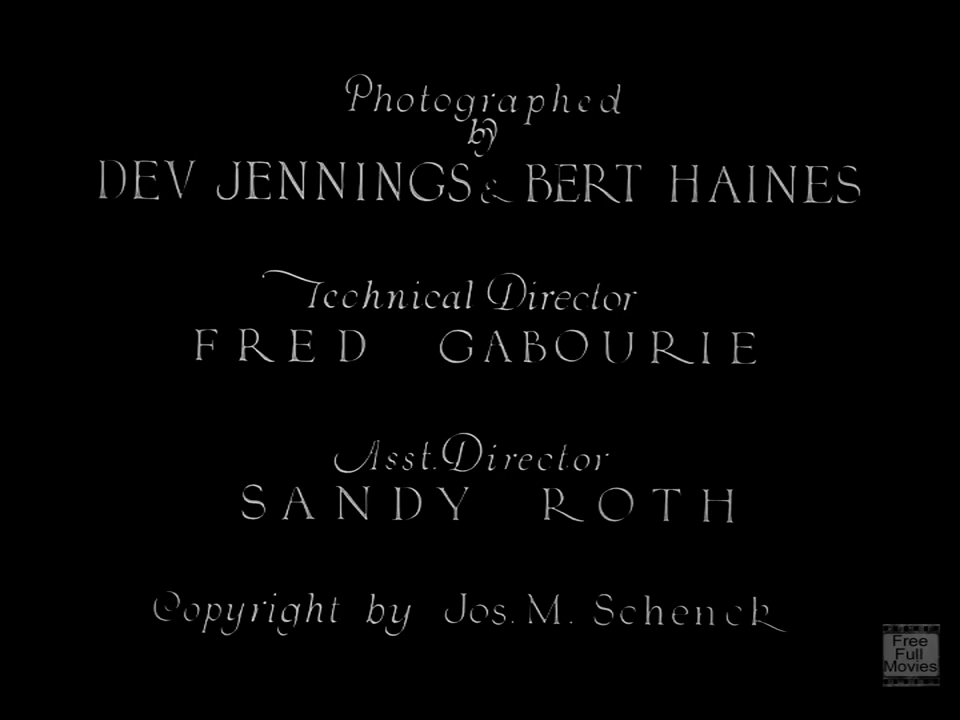 Photographed
by
DEV JENNINGS & BERT HAINES
Technical Director
FRED GABOURIE
Asst. Director
SANDY ROTH
Copyright by Jos. M. Schenck
Free
Full
Movies